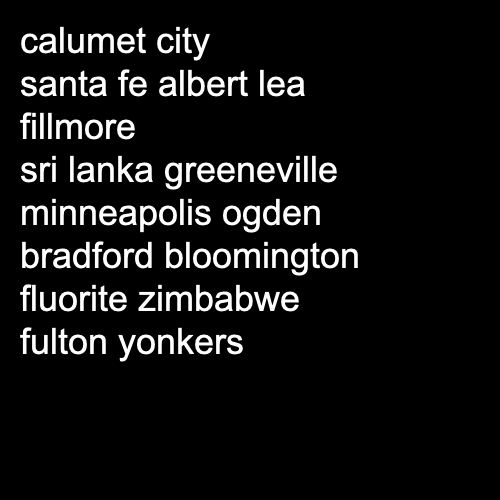 calumet city
santa fe albert lea
fillmore
sri lanka greeneville
minneapolis ogden
bradford bloomington
fluorite zimbabwe
fulton yonkers